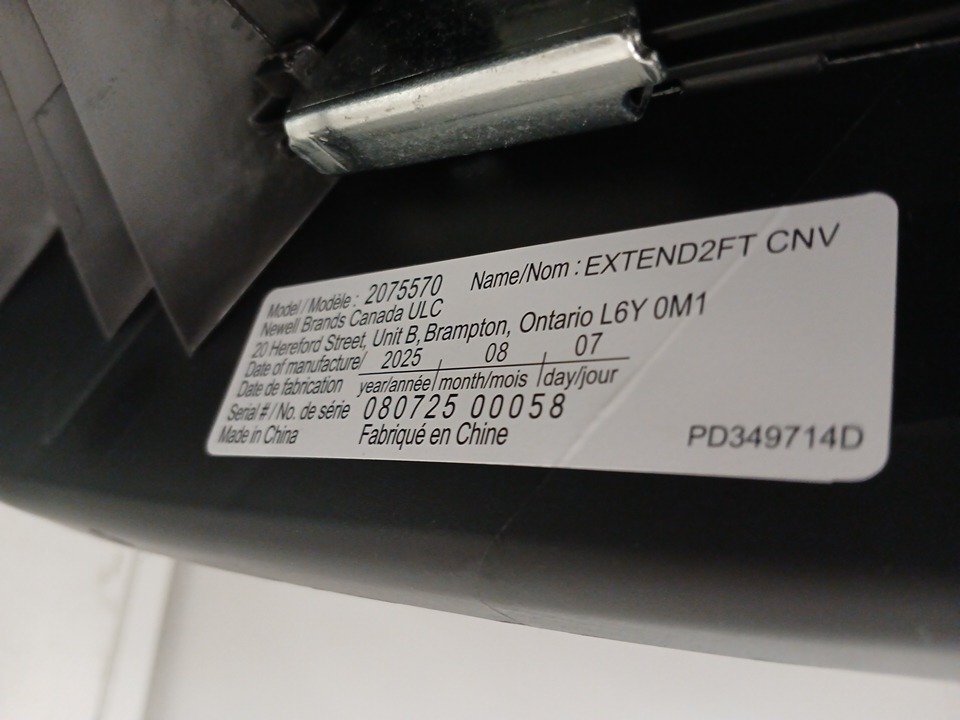 Model / Modèle : 2075570 Name/Nom : EXTEND2FT CNV
Newell Brands Canada ULC
20 Hereford Street, Unit B, Brampton, Ontario L6Y 0M1
Date of manufacture/ 2025 08 07
Date de fabrication year/année month/mois day/jour
Serial # / No. de série 080725 00058
Made in China Fabriqué en Chine PD349714D